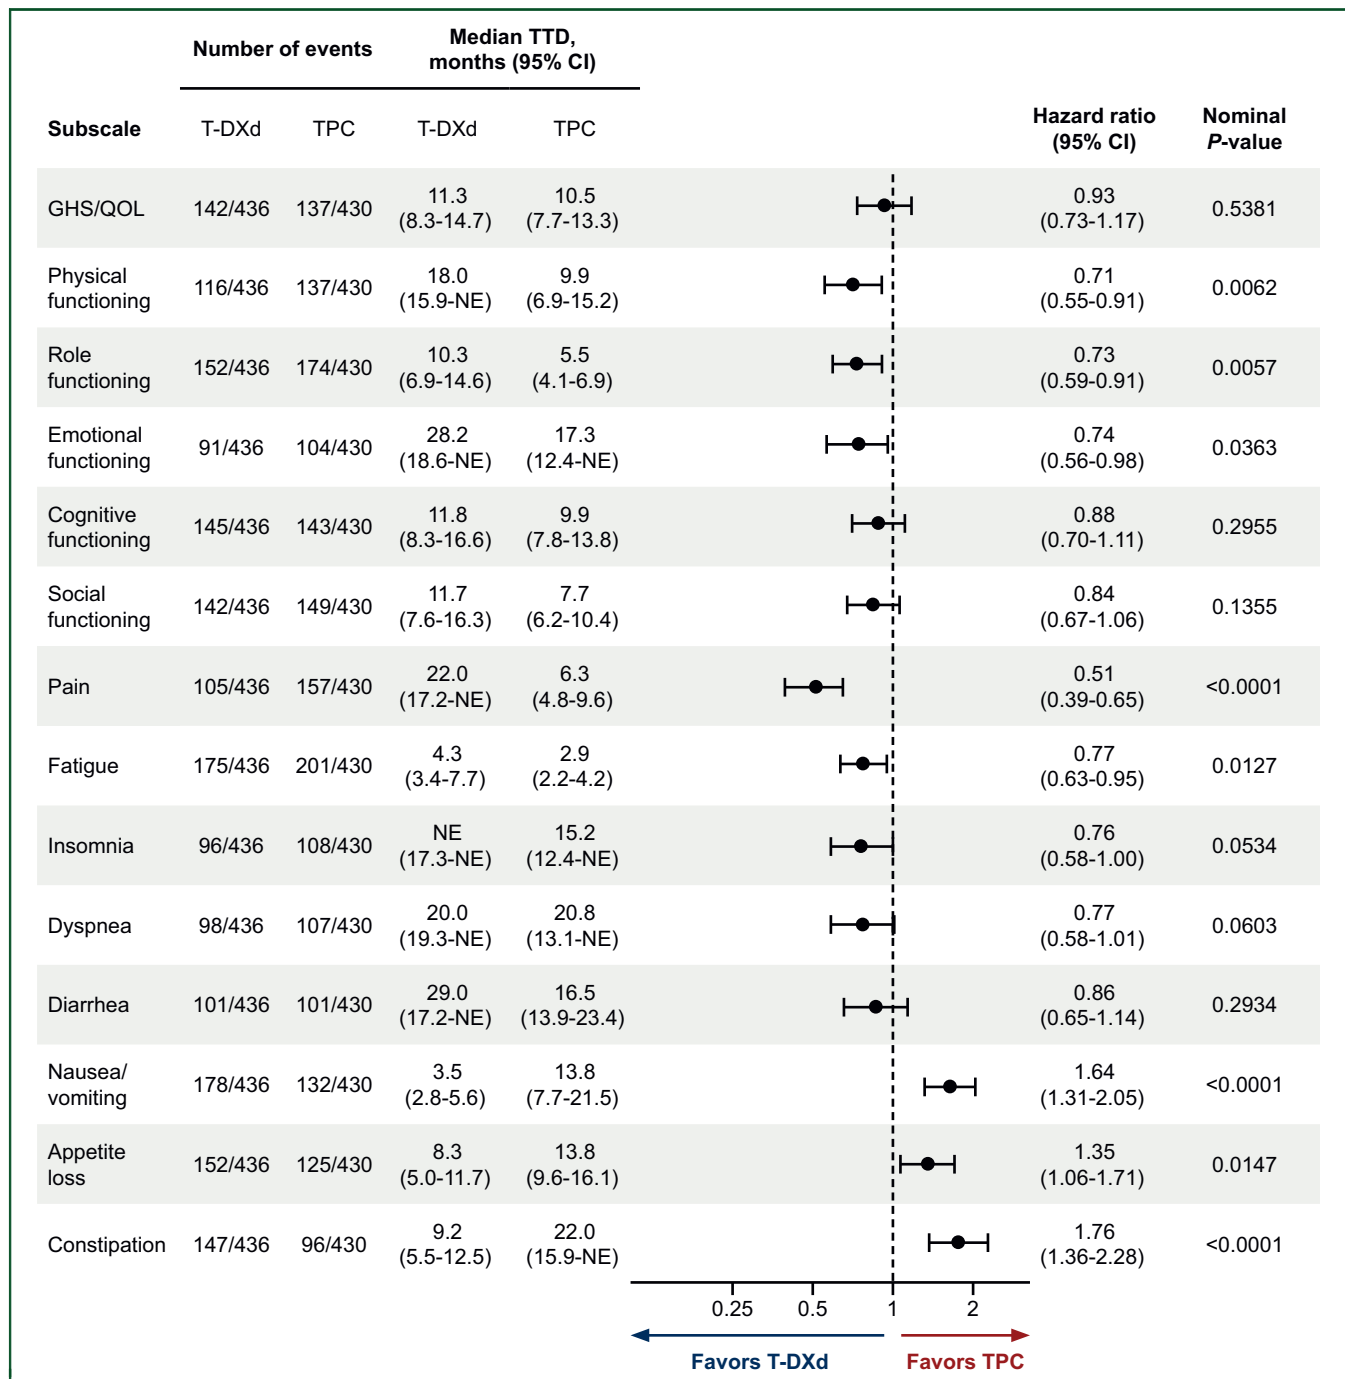 Number of events
Median TTD,
months (95% CI)
Subscale T-DXd TPC T-DXd TPC
Hazard ratio
(95% CI)
Nominal
P-value
GHS/QOL 142/436 137/430 11.3 10.5 0.93 0.5381
(8.3-14.7) (7.7-13.3) (0.73-1.17)
Physical 116/436 137/430 18.0 9.9 0.71 0.0062
functioning (15.9-NE) (6.9-15.2) (0.55-0.91)
Role 152/436 174/430 10.3 5.5 0.73 0.0057
functioning (6.9-14.6) (4.1-6.9) (0.59-0.91)
Emotional 91/436 104/430 28.2 17.3 0.74 0.0363
functioning (18.6-NE) (12.4-NE) (0.56-0.98)
Cognitive 145/436 143/430 11.8 9.9 0.88 0.2955
functioning (8.3-16.6) (7.8-13.8) (0.70-1.11)
Social 142/436 149/430 11.7 7.7 0.84 0.1355
functioning (7.6-16.3) (6.2-10.4) (0.67-1.06)
Pain 105/436 157/430 22.0 6.3 0.51 <0.0001
(17.2-NE) (4.8-9.6) (0.39-0.65)
Fatigue 175/436 201/430 4.3 2.9 0.77 0.0127
(3.4-7.7) (2.2-4.2) (0.63-0.95)
Insomnia 96/436 108/430 NE 15.2 0.76 0.0534
(17.3-NE) (12.4-NE) (0.58-1.00)
Dyspnea 98/436 107/430 20.0 20.8 0.77 0.0603
(19.3-NE) (13.1-NE) (0.58-1.01)
Diarrhea 101/436 101/430 29.0 16.5 0.86 0.2934
(17.2-NE) (13.9-23.4) (0.65-1.14)
Nausea/ 178/436 132/430 3.5 13.8 1.64 <0.0001
vomiting (2.8-5.6) (7.7-21.5) (1.31-2.05)
Appetite 152/436 125/430 8.3 13.8 1.35 0.0147
loss (5.0-11.7) (9.6-16.1) (1.06-1.71)
Constipation 147/436 96/430 9.2 22.0 1.76 <0.0001
(5.5-12.5) (15.9-NE) (1.36-2.28)
0.25 0.5 1 2
Favors T-DXd Favors TPC